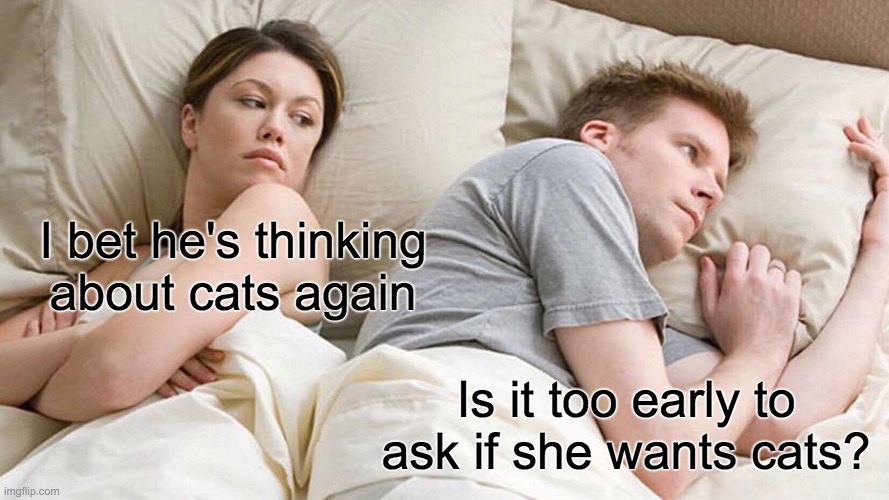 I bet he's thinking
about cats again
Is it too early to
ask if she wants cats?
imgflip.com